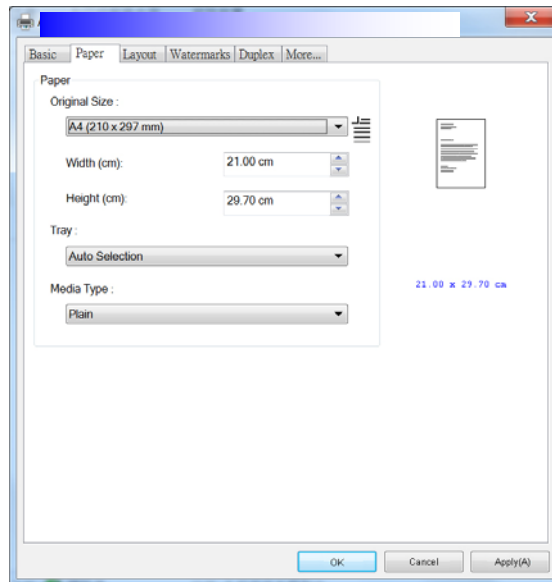 Basic Paper Layout Watermarks Duplex More...
Paper
Original Size :
A4 (210 x 297 mm)
Width (cm): 21.00 cm
Height (cm): 29.70 cm
Tray :
Auto Selection
Media Type :
Plain
21.00 x 29.70 cm
OK Cancel Apply(A)